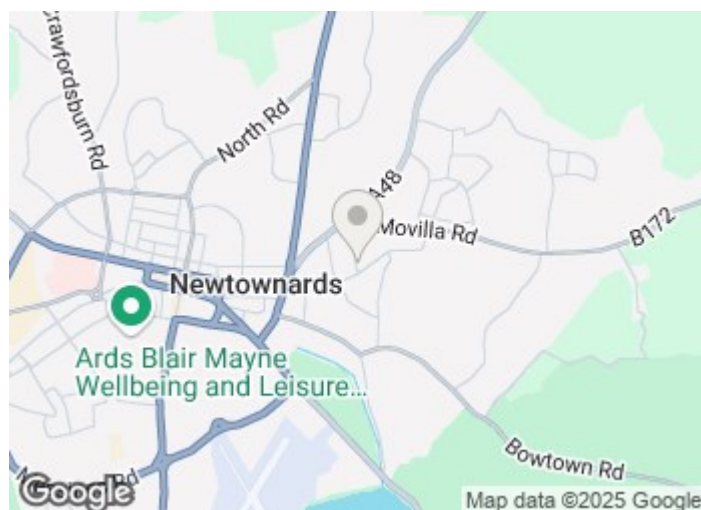 Crawfordsburn Rd
North Rd
A48
Movilla Rd
B172
Newtownards
Ards Blair Mayne
Wellbeing and Leisure...
Bowtown Rd
Rd
Google
Map data ©2025 Google